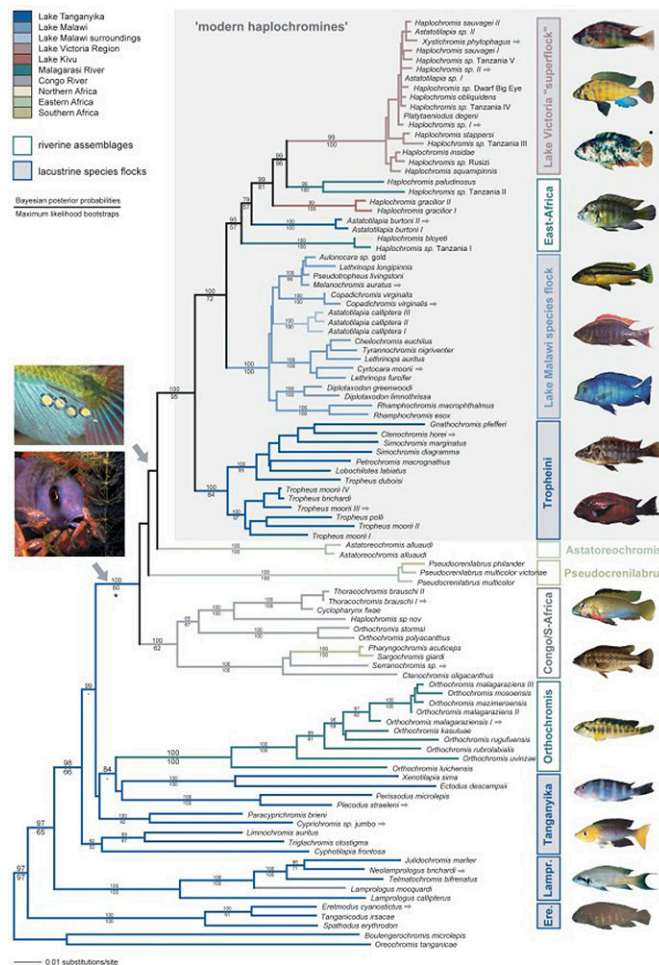 Lake Tanganyika
Lake Malawi
Lake Malawi surroundings
Lake Victoria Region
Lake Kivu
Malagarasi River
Congo River
Northern Africa
Eastern Africa
Southern Africa
riverine assemblages
lacustrine species flocks
Bayesian posterior probabilities
Maximum likelihood bootstraps
'modern haplochromines'
Haplochromis sauvagei II
Astatotilapia sp. II
Xystichromis phytophagus ⇨
Haplochromis sauvagei I
Haplochromis sp. Tanzania V
Haplochromis sp. II ⇨
Astatotilapia sp. I
Haplochromis sp. Dwarf Big Eye
Haplochromis obliquidens
Haplochromis sp. Tanzania IV
Platytaeniodus degeni
Haplochromis sp. I ⇨
Haplochromis stappersi
Haplochromis sp. Tanzania III
Haplochromis insidae
Haplochromis sp. Rusizi
Haplochromis squamipinnis
Haplochromis paludinosus
Haplochromis sp. Tanzania II
Haplochromis gracilior II
Haplochromis gracilior I
Astatotilapia burtoni II ⇨
Astatotilapia burtoni I
Haplochromis bloyeti
Haplochromis sp. Tanzania I
Aulonocara sp. gold
Lethrinops longipinnis
Pseudotropheus livingstoni
Melanochromis auratus ⇨
Copadichromis virginalis
Copadichromis virginalis ⇨
Astatotilapia calliptera III
Astatotilapia calliptera II
Astatotilapia calliptera I
Cheilochromis euchilus
Tyrannochromis nigriventer
Lethrinops auritus
Cyrtocara moorii ⇨
Lethrinops furcifer
Diplotaxodon greenwoodi
Diplotaxodon limnothrissa
Rhamphochromis macrophthalmus
Rhamphochromis esox
Gnathochromis pfefferi
Ctenochromis horei ⇨
Simochromis marginatus
Simochromis diagramma
Petrochromis macrognathus
Lobochilotes labiatus
Tropheus duboisi
Tropheus moorii IV
Tropheus brichardi
Tropheus moorii III ⇨
Tropheus polli
Tropheus moorii II
Tropheus moorii I
Astatoreochromis alluaudi
Astatoreochromis alluaudi
Pseudocrenilabrus philander
Pseudocrenilabrus multicolor victoriae
Pseudocrenilabrus multicolor
Thoracochromis brauschi II
Thoracochromis brauschi I ⇨
Cyclopharynx fwae
Haplochromis sp nov
Orthochromis stormsi
Orthochromis polyacanthus
Pharyngochromis acuticeps
Sargochromis giardi
Serranochromis sp. ⇨
Ctenochromis oligacanthus
Orthochromis malagaraziensis III
Orthochromis mosoensis
Orthochromis mazimeroensis
Orthochromis malagaraziensis II
Orthochromis malagaraziensis I ⇨
Orthochromis kasuluae
Orthochromis rugufuensis
Orthochromis rubrolabialis
Orthochromis uvinzae
Orthochromis luichensis
Xenotilapia sima
Ectodus descampsii
Perissodus microlepis
Plecodus straeleni ⇨
Paracyprichromis brieni
Cyprichromis sp. jumbo ⇨
Limnochromis auritus
Triglachromis otostigma
Cyphotilapia frontosa
Julidochromis marlier
Neolamprologus brichardi ⇨
Telmatochromis bifrenatus
Lamprologus mocquardi
Lamprologus callipterus
Eretmodus cyanostictus ⇨
Tanganicodus irsacae
Spathodus erythrodon
Boulengerochromis microlepis
Oreochromis tanganicae
Lake Victoria "superflock"
East-Africa
Lake Malawi species flock
Tropheini
Astatoreochromis
Pseudocrenilabrus
Congo/S-Africa
Orthochromis
Tanganyika
Lampr.
Ere.
0.01 substitutions/site